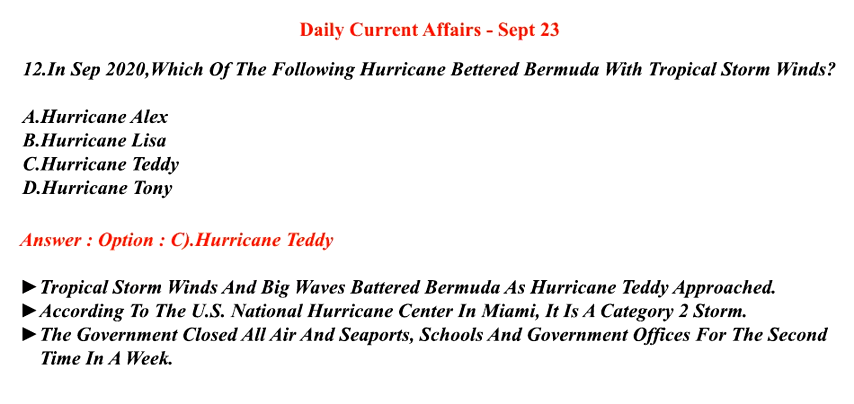 Daily Current Affairs - Sept 23
12.In Sep 2020,Which Of The Following Hurricane Bettered Bermuda With Tropical Storm Winds?
A.Hurricane Alex
B.Hurricane Lisa
C.Hurricane Teddy
D.Hurricane Tony
Answer : Option : C).Hurricane Teddy
►Tropical Storm Winds And Big Waves Battered Bermuda As Hurricane Teddy Approached.
►According To The U.S. National Hurricane Center In Miami, It Is A Category 2 Storm.
►The Government Closed All Air And Seaports, Schools And Government Offices For The Second
Time In A Week.